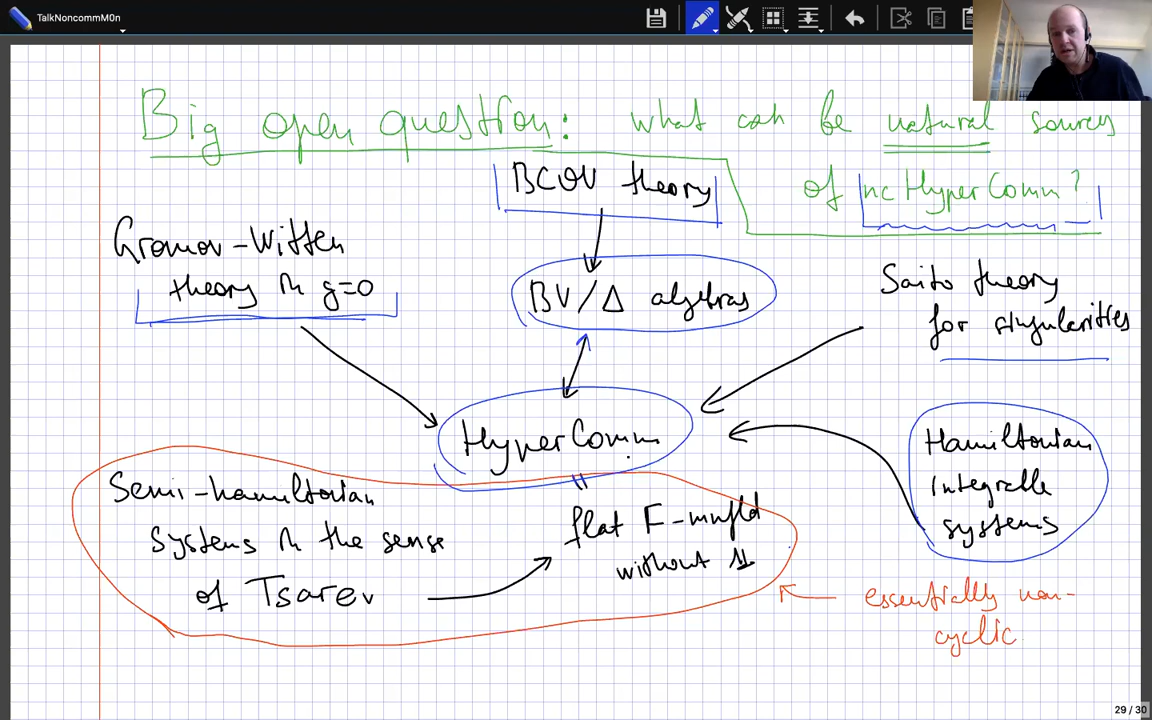 TalkNoncommM0n
Big open question: what can be natural sources
of nc HyperComm?
BCOV theory
Gromov-Witten
theory in g=0
BV/Δ algebras
Saito theory
for singularities
HyperComm
Hamiltonian
Integrable
systems
Semi-hamiltonian
systems in the sense
of Tsarev
=
flat F-mnfld
without 1
essentially non-
cyclic
29 / 30